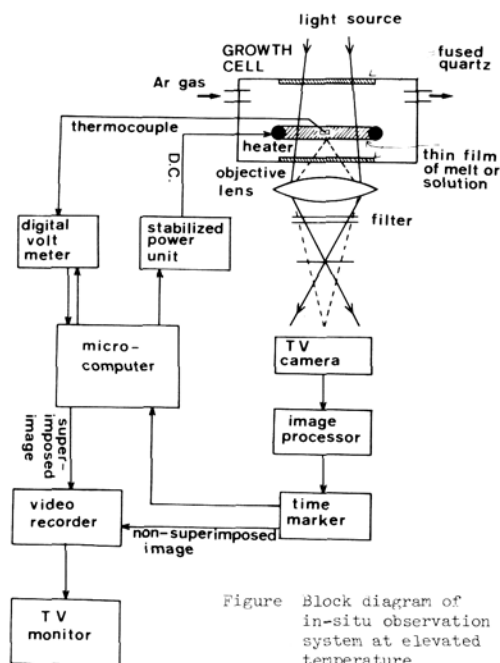 light source
GROWTH
CELL
fused
quartz
Ar gas
thermocouple
heater
D.C.
thin film
of melt or
solution
objective
lens
filter
digital
volt
meter
stabilized
power
unit
micro-
computer
TV
camera
image
processor
time
marker
super-
imposed
image
video
recorder
non-superimposed
image
TV
monitor
Figure Block diagram of
in-situ observation
system at elevated
temperature